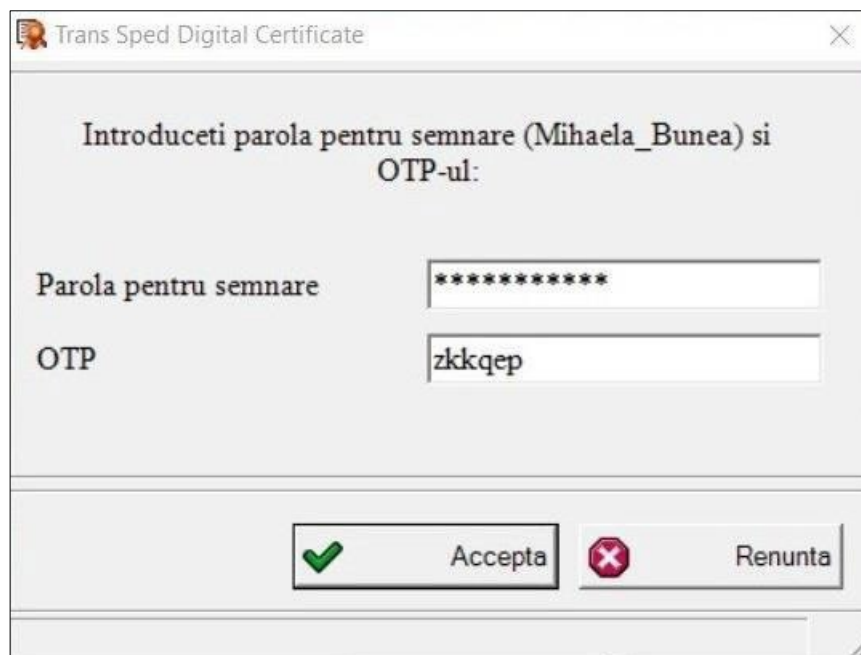 Trans Sped Digital Certificate
Introduceti parola pentru semnare (Mihaela_Bunea) si
OTP-ul:
Parola pentru semnare
***********
OTP
zkkqep
Accepta
Renunta